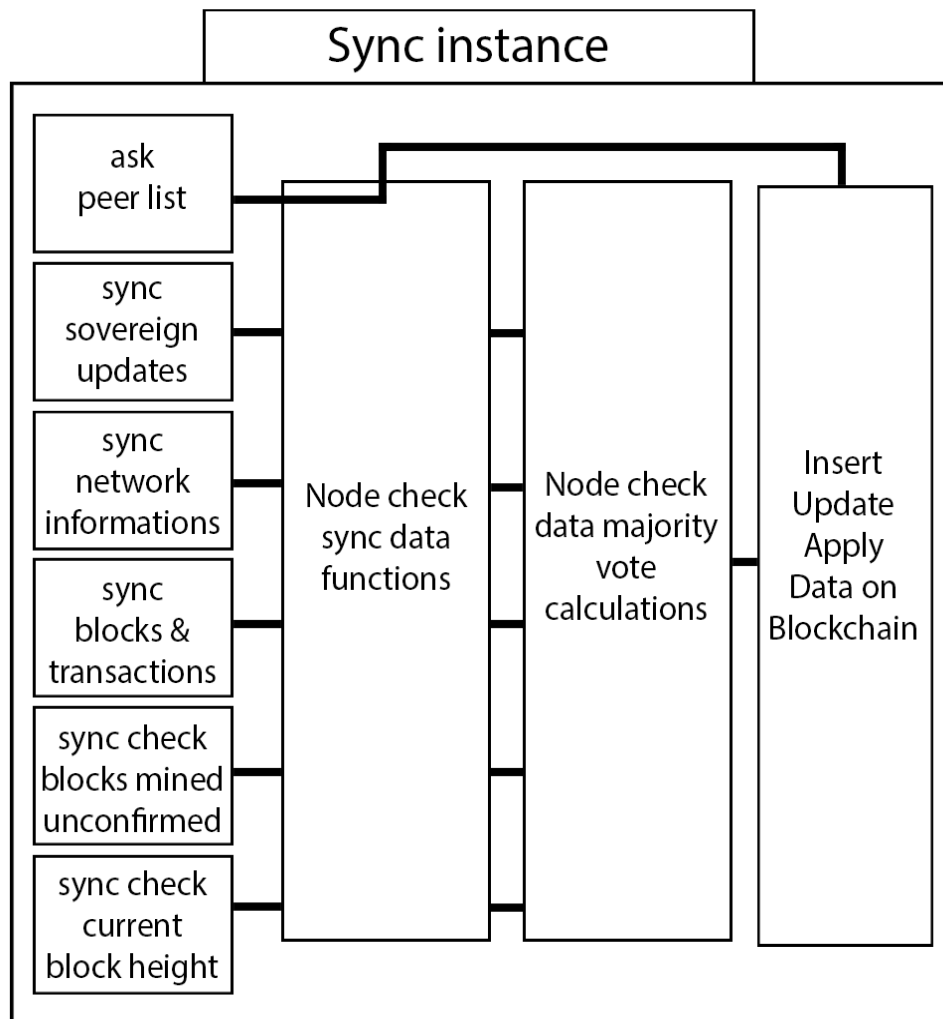 Sync instance
ask
peer list
sync
sovereign
updates
sync
network
informations
sync
blocks &
transactions
sync check
blocks mined
unconfirmed
sync check
current
block height
Node check
sync data
functions
Node check
data majority
vote
calculations
Insert
Update
Apply
Data on
Blockchain